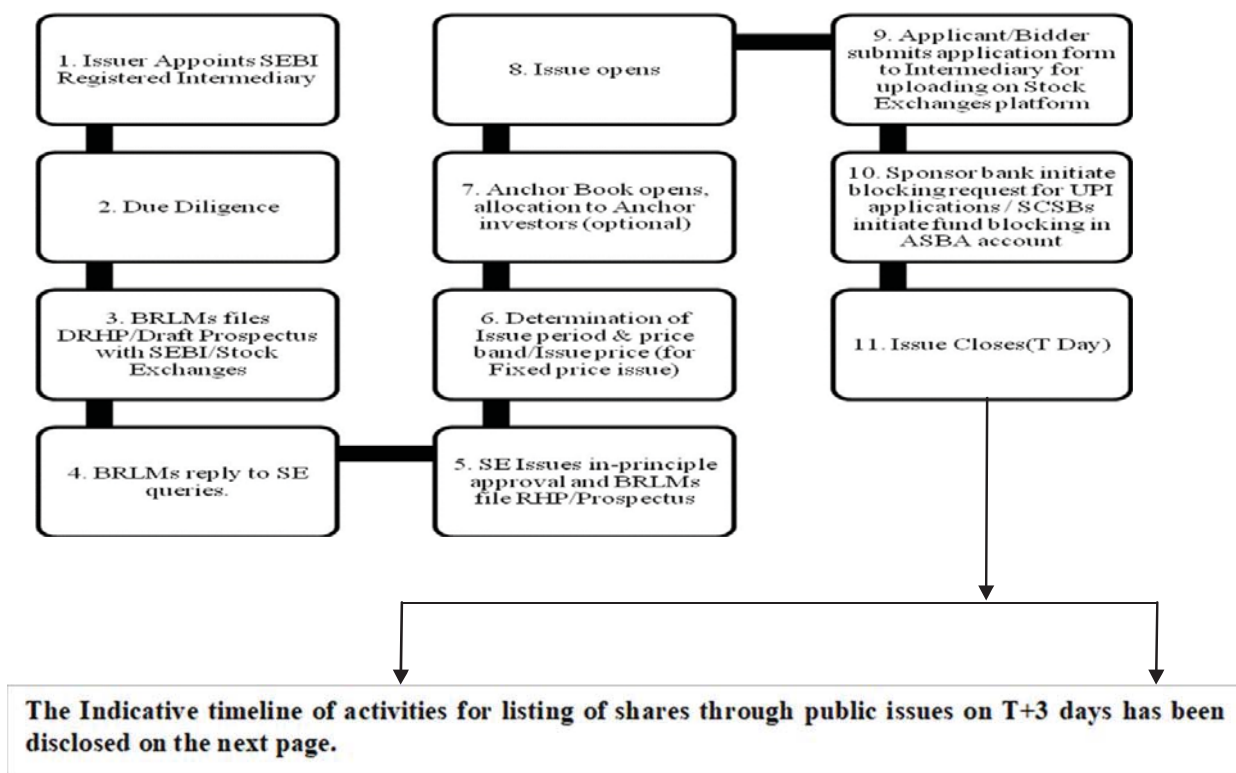 1. Issuer Appoints SEBI
Registered Intermediary
2. Due Diligence
3. BRLMs files
DRHP/Draft Prospectus
with SEBI/Stock
Exchanges
4. BRLMs reply to SE
queries.
5. SE Issues in-principle
approval and BRLMs
file RHP/Prospectus
6. Determination of
Issue period & price
band/Issue price (for
Fixed price issue)
7. Anchor Book opens,
allocation to Anchor
investors (optional)
8. Issue opens
9. Applicant/Bidder
submits application form
to Intermediary for
uploading on Stock
Exchanges platform
10. Sponsor bank initiate
blocking request for UPI
applications / SCSBs
initiate fund blocking in
ASBA account
11. Issue Closes(T Day)
The Indicative timeline of activities for listing of shares through public issues on T+3 days has been
disclosed on the next page.